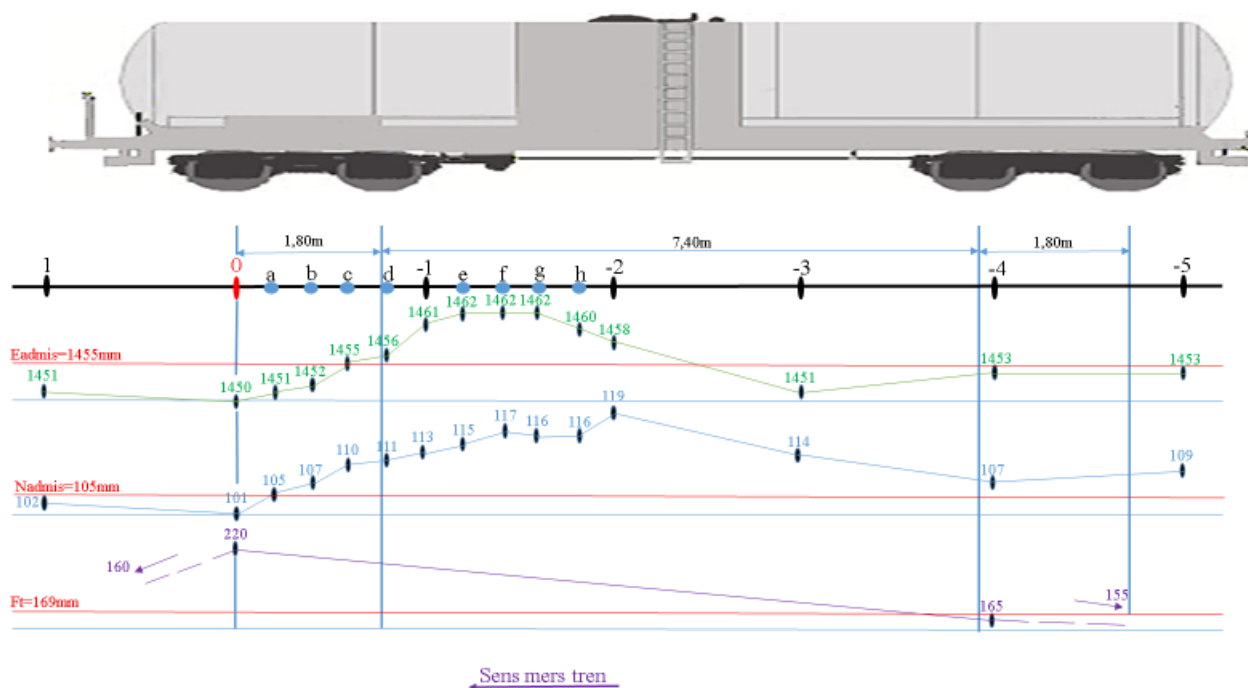 1,80m 7,40m 1,80m
1 0 a b c d -1 e f g h -2 -3 -4 -5
1461 1462 1462 1462 1460 1458
Eadmis=1455mm 1455 1456
1451 1450 1451 1452 1451 1453 1453
119
110 111 113 115 117 116 116 114
Nadmis=105mm 105 107 107 109
102 101
220
160
Ft=169mm 165 155
Sens mers tren